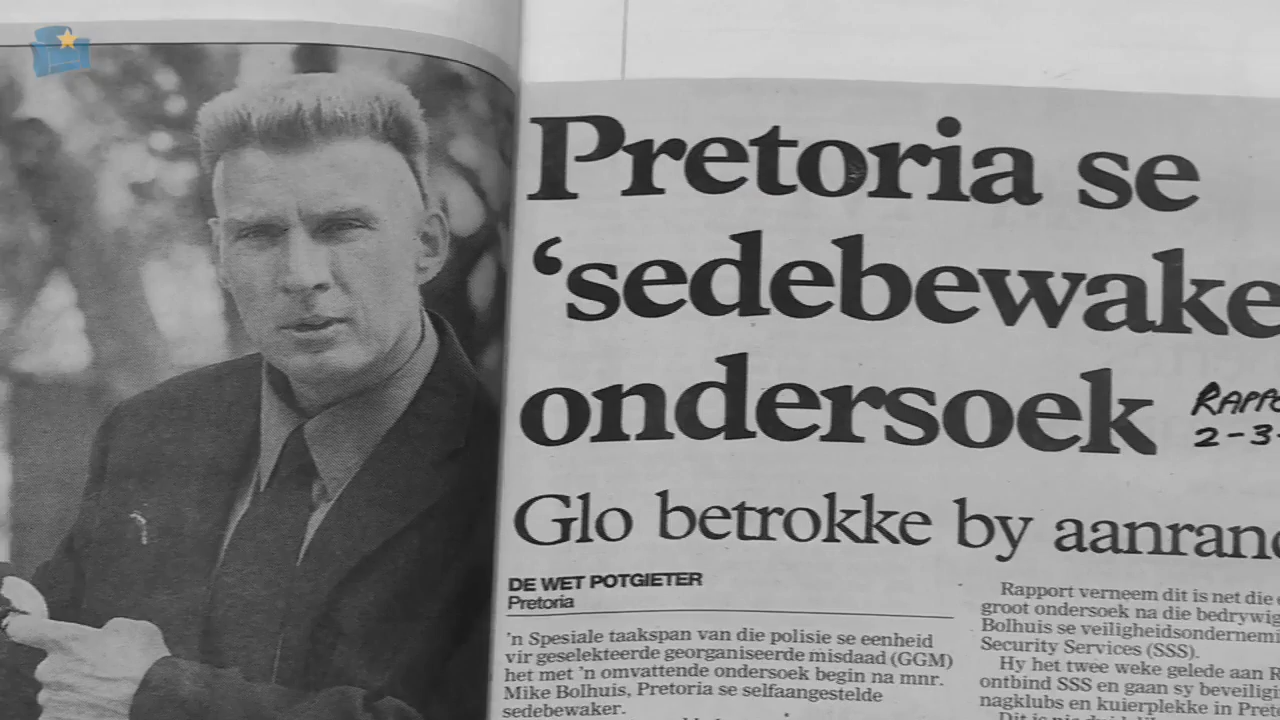 Pretoria se
‘sedebewake
ondersoek
RAPPO
2-3-
Glo betrokke by aanrand
DE WET POTGIETER
Pretoria
'n Spesiale taakspan van die polisie se eenheid
vir geselekteerde georganiseerde misdaad (GGM)
het met 'n omvattende ondersoek begin na mnr.
Mike Bolhuis, Pretoria se selfaangestelde
sedebewaker.
Rapport verneem dit is net die
groot ondersoek na die bedrywig
Bolhuis se veiligheidsondernemi
Security Services (SSS).
Hy het twee weke gelede aan R
ontbind SSS en gaan sy beveiligi
nagklubs en kuierplekke in Preto